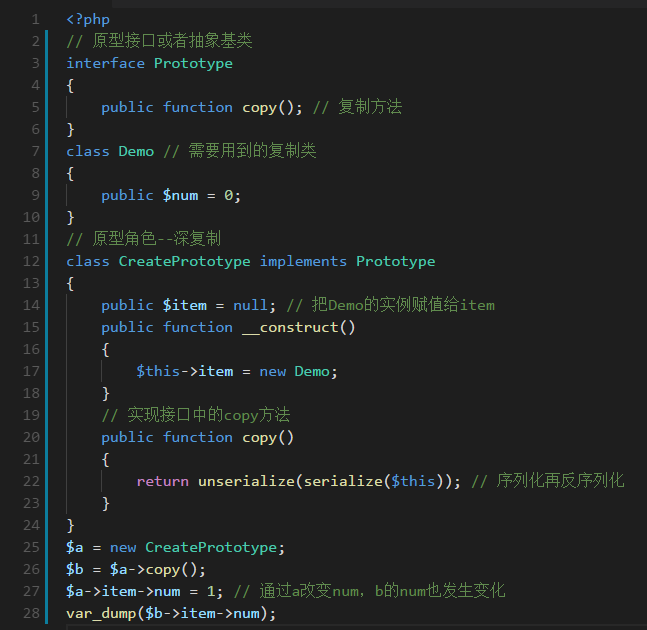 1 <?php
2 // 原型接口或者抽象基类
3 interface Prototype
4 {
5     public function copy(); // 复制方法
6 }
7 class Demo // 需要用到的复制类
8 {
9     public $num = 0;
10 }
11 // 原型角色--深复制
12 class CreatePrototype implements Prototype
13 {
14     public $item = null; // 把Demo的实例赋值给item
15     public function __construct()
16     {
17         $this->item = new Demo;
18     }
19     // 实现接口中的copy方法
20     public function copy()
21     {
22         return unserialize(serialize($this)); // 序列化再反序列化
23     }
24 }
25 $a = new CreatePrototype;
26 $b = $a->copy();
27 $a->item->num = 1; // 通过a改变num，b的num也发生变化
28 var_dump($b->item->num);